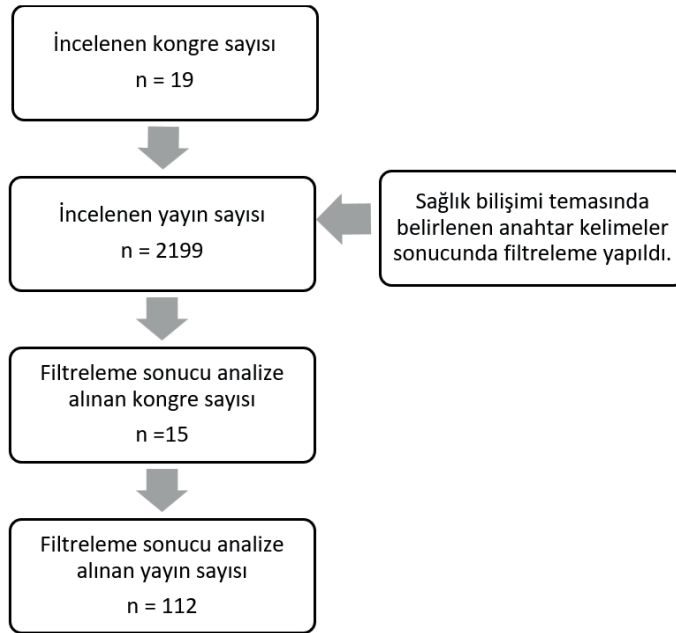 İncelenen kongre sayısı
n = 19
İncelenen yayın sayısı
n = 2199
Sağlık bilişimi temasında
belirlenen anahtar kelimeler
sonucunda filtreleme yapıldı.
Filtreleme sonucu analize
alınan kongre sayısı
n =15
Filtreleme sonucu analize
alınan yayın sayısı
n = 112